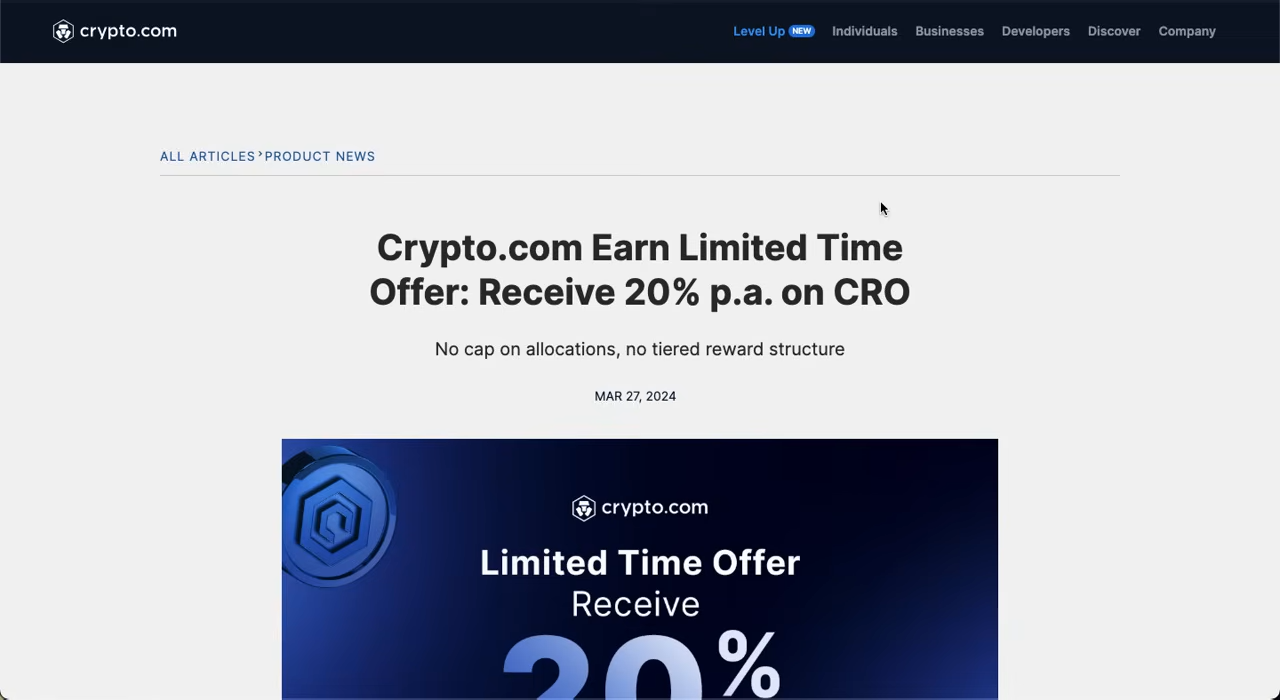 crypto.com
Level Up NEW Individuals Businesses Developers Discover Company
ALL ARTICLES › PRODUCT NEWS
Crypto.com Earn Limited Time
Offer: Receive 20% p.a. on CRO
No cap on allocations, no tiered reward structure
MAR 27, 2024
crypto.com
Limited Time Offer
Receive
20%